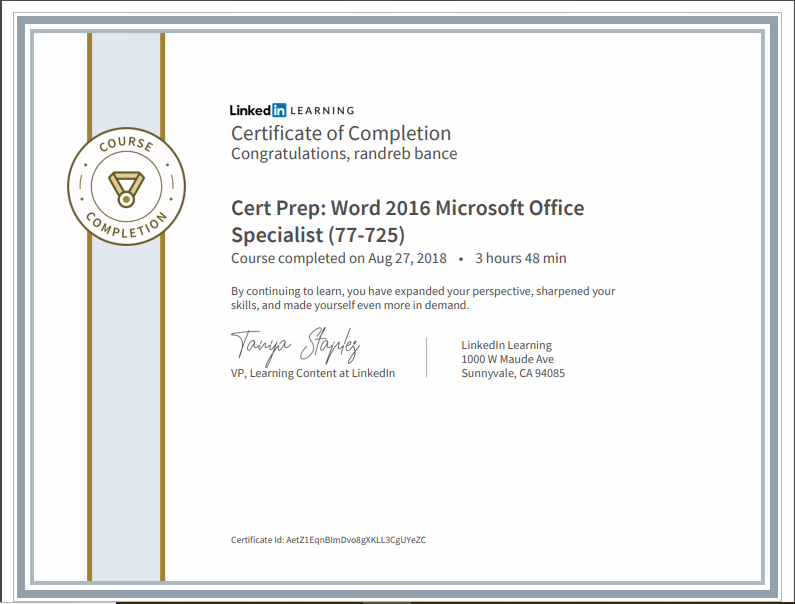 COURSE
COMPLETION
Linked in LEARNING
Certificate of Completion
Congratulations, randreb bance
Cert Prep: Word 2016 Microsoft Office
Specialist (77-725)
Course completed on Aug 27, 2018 • 3 hours 48 min
By continuing to learn, you have expanded your perspective, sharpened your
skills, and made yourself even more in demand.
Tanya Staples
VP, Learning Content at LinkedIn
LinkedIn Learning
1000 W Maude Ave
Sunnyvale, CA 94085
Certificate Id: AetZ1EqnBImDvo8gXKLL3CgUYeZC